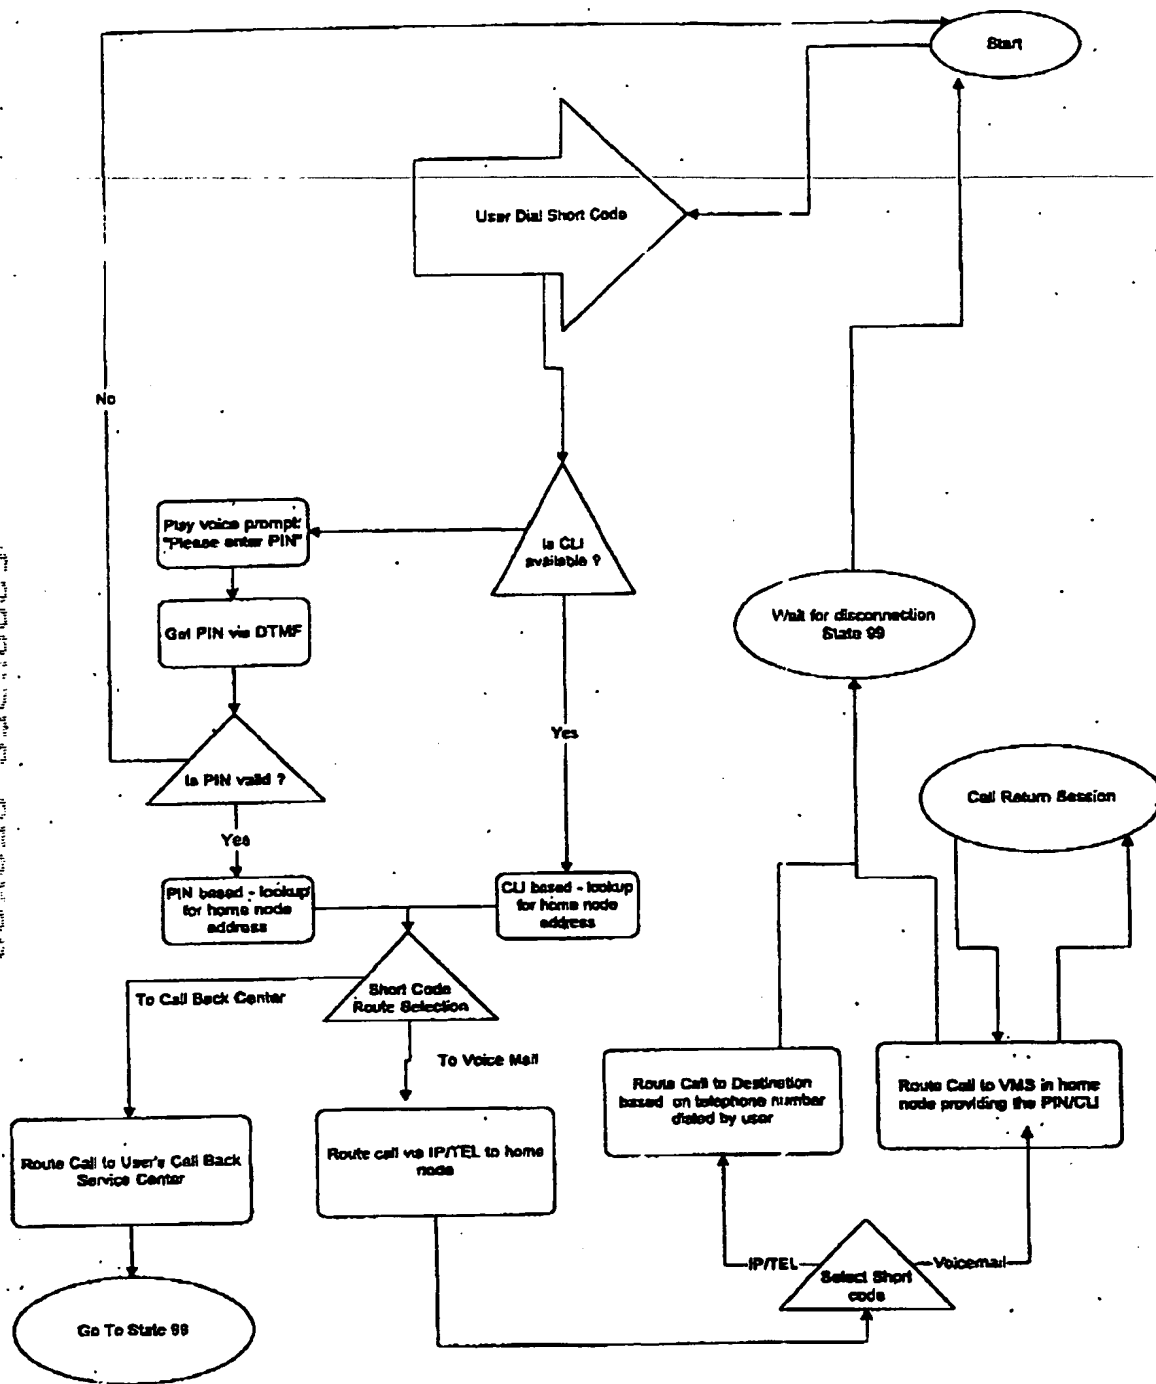 Start
User Dial Short Code
No
Play voice prompt:
"Please enter PIN"
Is CLI
available ?
Get PIN via DTMF
Wait for disconnection
State 99
Yes
Is PIN valid ?
Call Return Session
Yes
PIN based - lookup
for home node
address
CLI based - lookup
for home node
address
To Call Back Center
Short Code
Route Selection
To Voice Mail
Route Call to Destination
based on telephone number
dialed by user
Route Call to VMS in home
node providing the PIN/CLI
Route Call to User's Call Back
Service Center
Route call via IP/TEL to home
node
IP/TEL
Voicemail
Select Short
code
Go To State 99